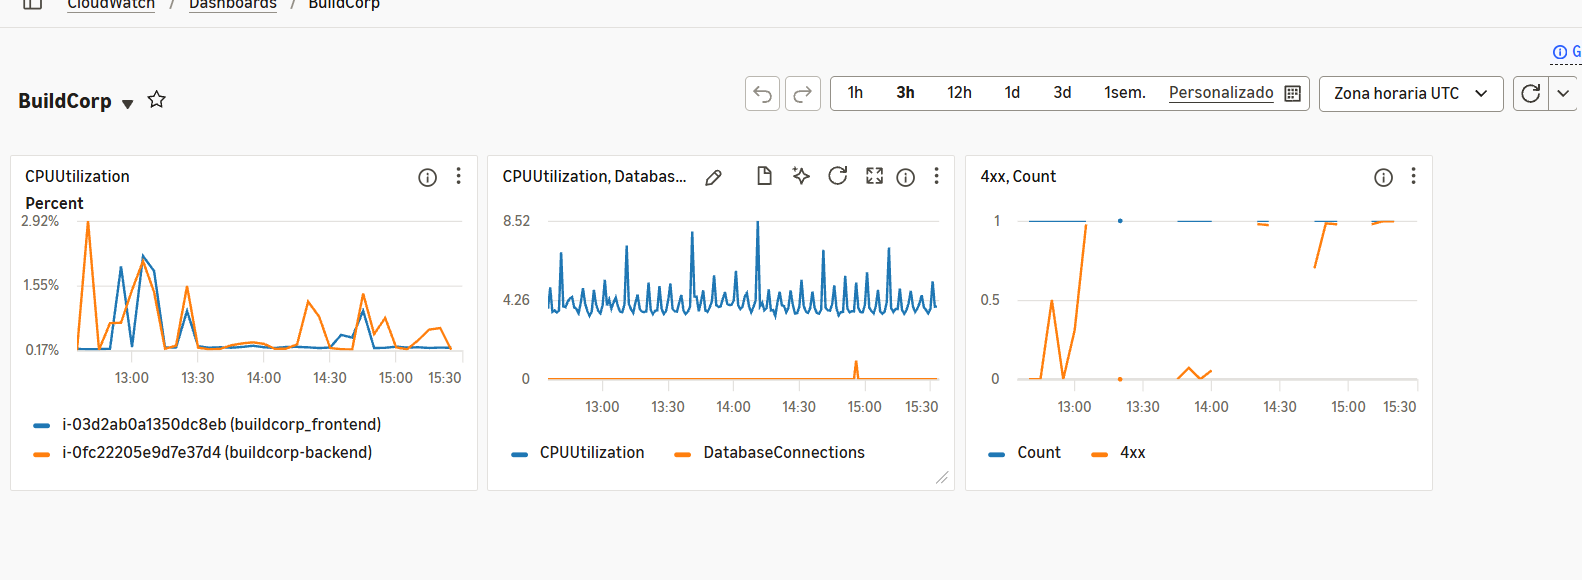 CloudWatch / Dashboards / BuildCorp
G
BuildCorp
1h 3h 12h 1d 3d 1sem. Personalizado
Zona horaria UTC
CPUUtilization
Percent
2.92%
1.55%
0.17%
13:00 13:30 14:00 14:30 15:00 15:30
i-03d2ab0a1350dc8eb (buildcorp_frontend)
i-0fc22205e9d7e37d4 (buildcorp-backend)
CPUUtilization, Databas...
8.52
4.26
0
13:00 13:30 14:00 14:30 15:00 15:30
CPUUtilization DatabaseConnections
4xx, Count
1
0.5
0
13:00 13:30 14:00 14:30 15:00 15:30
Count 4xx